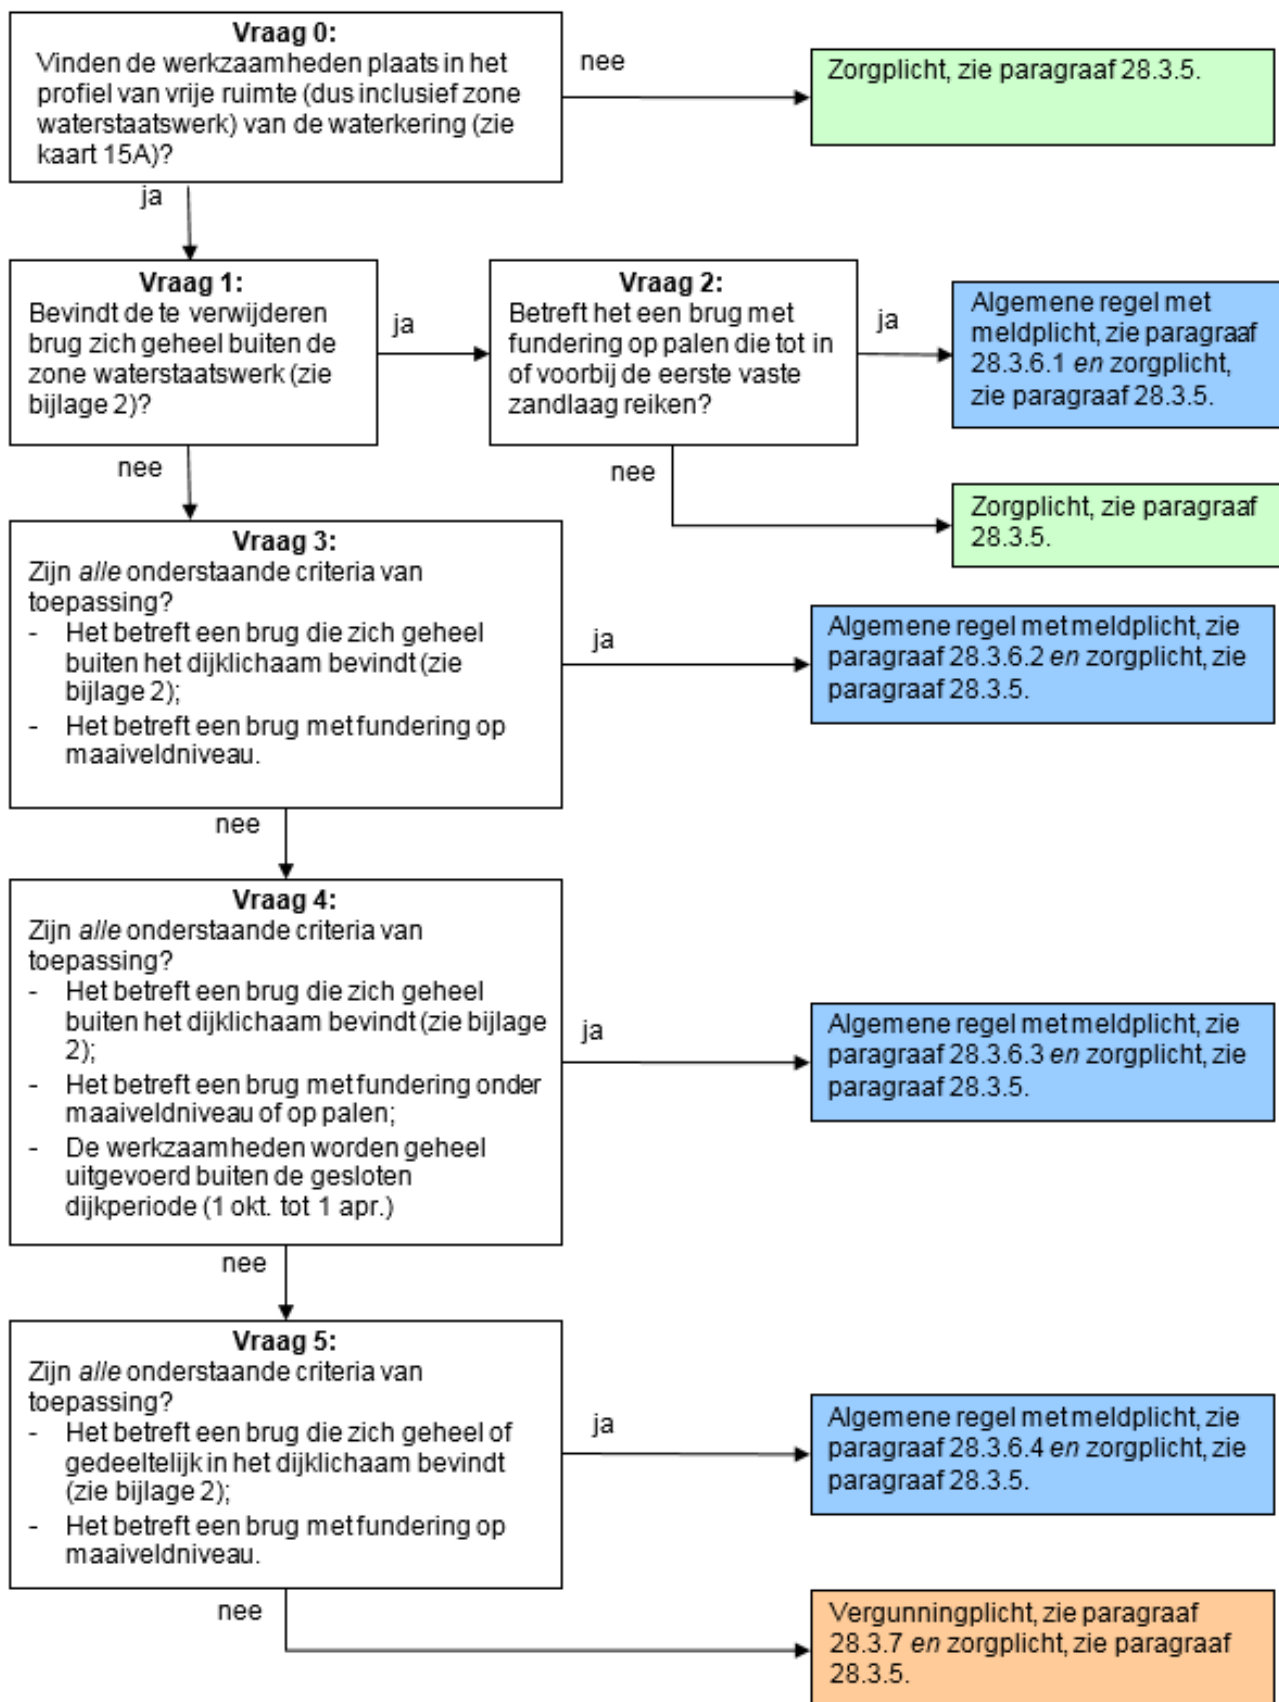 Vraag 0:
Vinden de werkzaamheden plaats in het
profiel van vrije ruimte (dus inclusief zone
waterstaatswerk) van de waterkering (zie
kaart 15A)?
nee
Zorgplicht, zie paragraaf 28.3.5.
ja
Vraag 1:
Bevindt de te verwijderen
brug zich geheel buiten de
zone waterstaatswerk (zie
bijlage 2)?
ja
Vraag 2:
Betreft het een brug met
fundering op palen die tot in
of voorbij de eerste vaste
zandlaag reiken?
ja
Algemene regel met
meldplicht, zie paragraaf
28.3.6.1 en zorgplicht,
zie paragraaf 28.3.5.
nee
nee
Zorgplicht, zie paragraaf
28.3.5.
Vraag 3:
Zijn alle onderstaande criteria van
toepassing?
- Het betreft een brug die zich geheel
buiten het dijklichaam bevindt (zie
bijlage 2);
- Het betreft een brug met fundering op
maaiveldniveau.
ja
Algemene regel met meldplicht, zie
paragraaf 28.3.6.2 en zorgplicht, zie
paragraaf 28.3.5.
nee
Vraag 4:
Zijn alle onderstaande criteria van
toepassing?
- Het betreft een brug die zich geheel
buiten het dijklichaam bevindt (zie bijlage
2);
- Het betreft een brug met fundering onder
maaiveldniveau of op palen;
- De werkzaamheden worden geheel
uitgevoerd buiten de gesloten
dijkperiode (1 okt. tot 1 apr.)
ja
Algemene regel met meldplicht, zie
paragraaf 28.3.6.3 en zorgplicht, zie
paragraaf 28.3.5.
nee
Vraag 5:
Zijn alle onderstaande criteria van
toepassing?
- Het betreft een brug die zich geheel of
gedeeltelijk in het dijklichaam bevindt
(zie bijlage 2);
- Het betreft een brug met fundering op
maaiveldniveau.
ja
Algemene regel met meldplicht, zie
paragraaf 28.3.6.4 en zorgplicht, zie
paragraaf 28.3.5.
nee
Vergunningplicht, zie paragraaf
28.3.7 en zorgplicht, zie paragraaf
28.3.5.